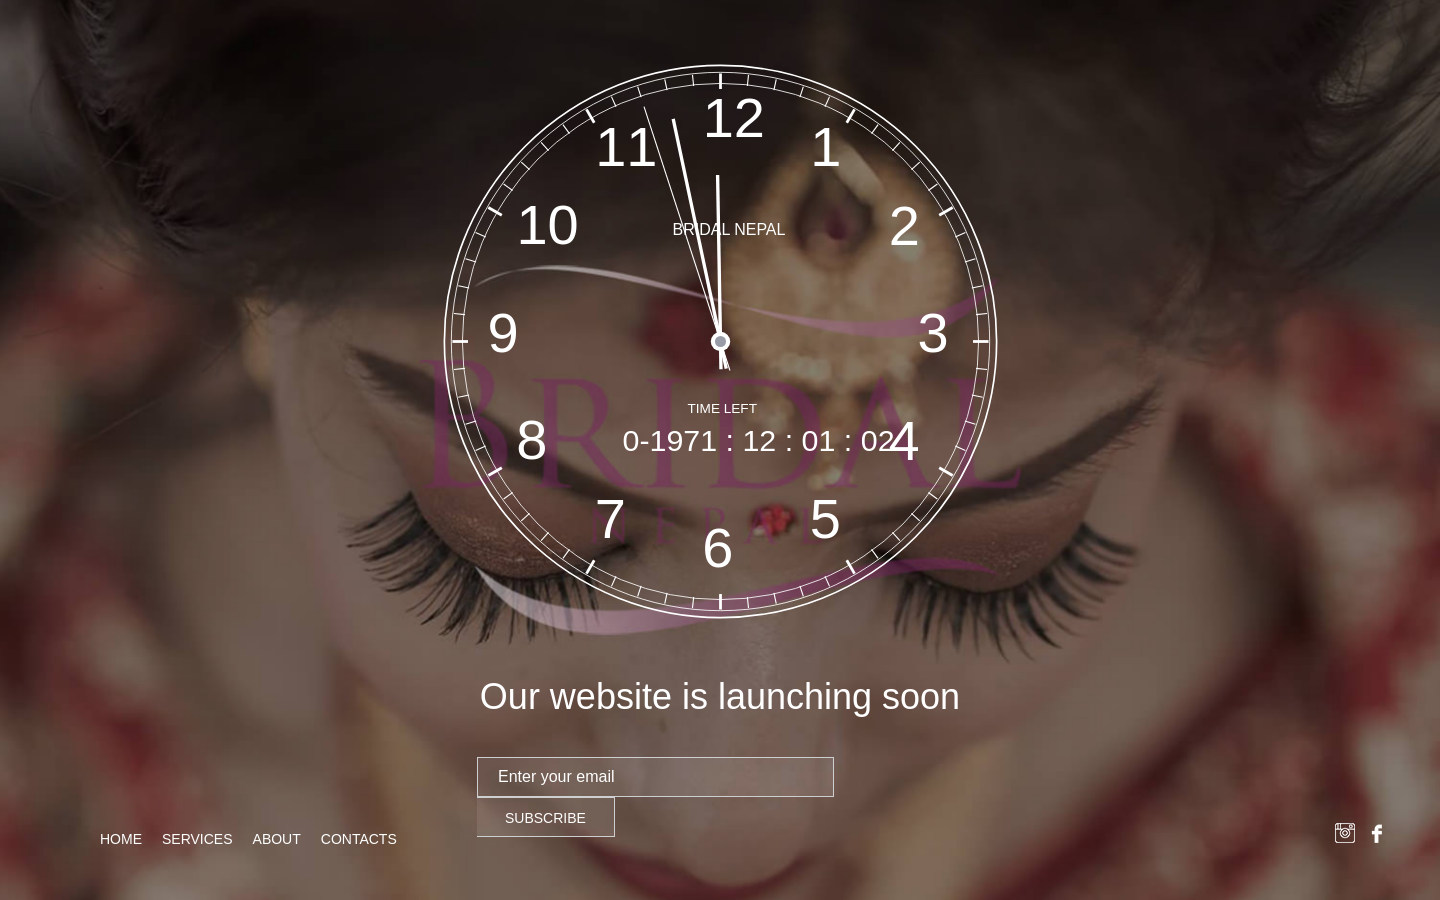 12
11
1
10
2
BRIDAL NEPAL
9
3
BRIDAL
TIME LEFT
0-1971 : 12 : 01 : 02
8
4
7
NEPAL
5
6
Our website is launching soon
Enter your email
SUBSCRIBE
HOME SERVICES ABOUT CONTACTS